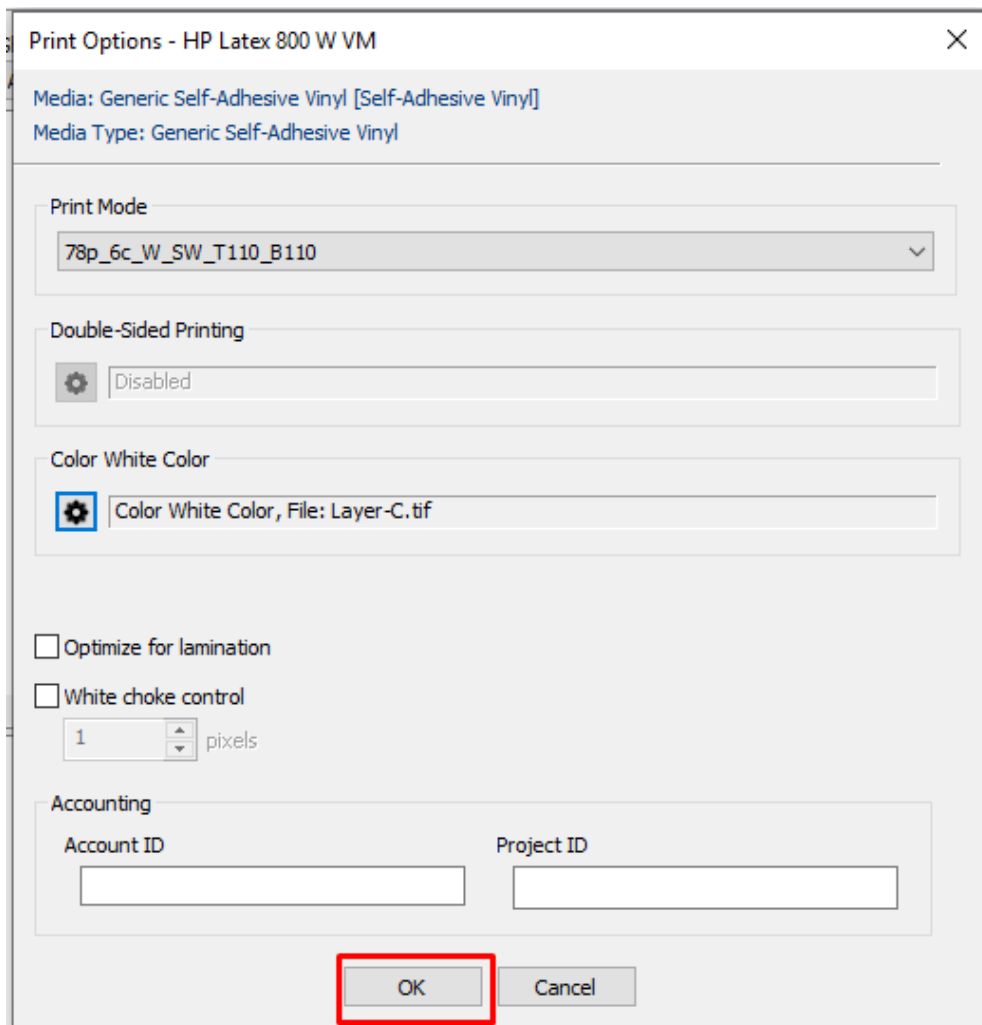 Print Options - HP Latex 800 W VM
Media: Generic Self-Adhesive Vinyl [Self-Adhesive Vinyl]
Media Type: Generic Self-Adhesive Vinyl
Print Mode
78p_6c_W_SW_T110_B110
Double-Sided Printing
Disabled
Color White Color
Color White Color, File: Layer-C.tif
Optimize for lamination
White choke control
1 pixels
Accounting
Account ID Project ID
OK Cancel